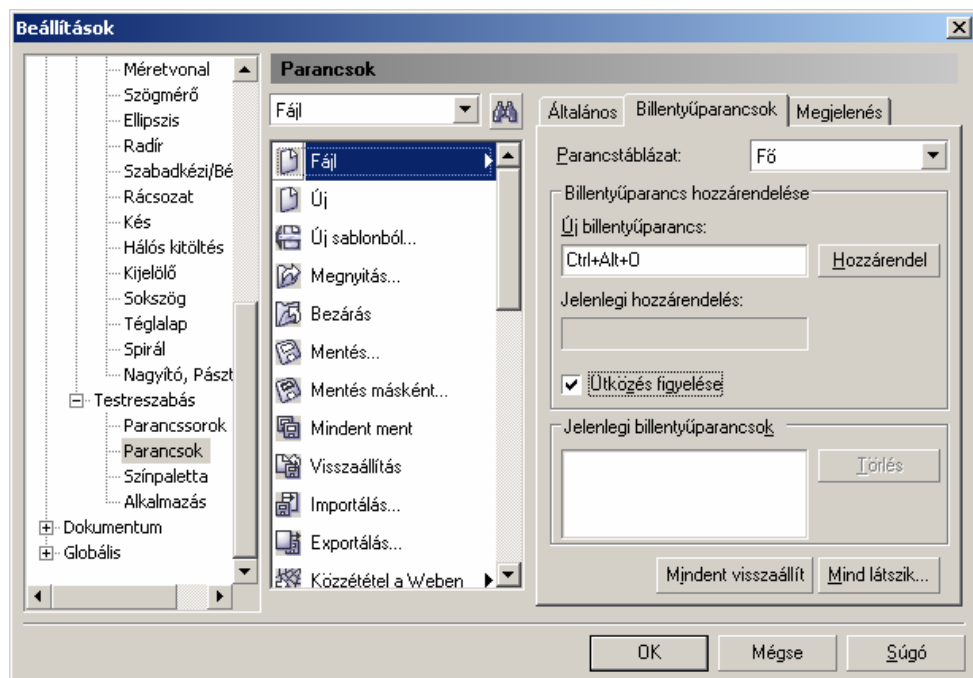 Beállítások
Méretvonal
Szögmérő
Ellipszis
Radír
Szabadkézi/Bé
Rácsozat
Kés
Hálós kitöltés
Kijelölő
Sokszög
Téglalap
Spirál
Nagyító, Pászt
Testreszabás
Parancssorok
Parancsok
Színpaletta
Alkalmazás
Dokumentum
Globális
Parancsok
Fájl
Fájl
Új
Új sablonból...
Megnyitás...
Bezárás
Mentés...
Mentés másként...
Mindent ment
Visszaállítás
Importálás...
Exportálás...
Közzététel a Weben
Általános
Billentyűparancsok
Megjelenés
Parancstáblázat:
Fő
Billentyűparancs hozzárendelése
Új billentyűparancs:
Ctrl+Alt+O
Hozzárendel
Jelenlegi hozzárendelés:
Ütközés figyelése
Jelenlegi billentyűparancsok
Törlés
Mindent visszaállít
Mind látszik...
OK
Mégse
Súgó